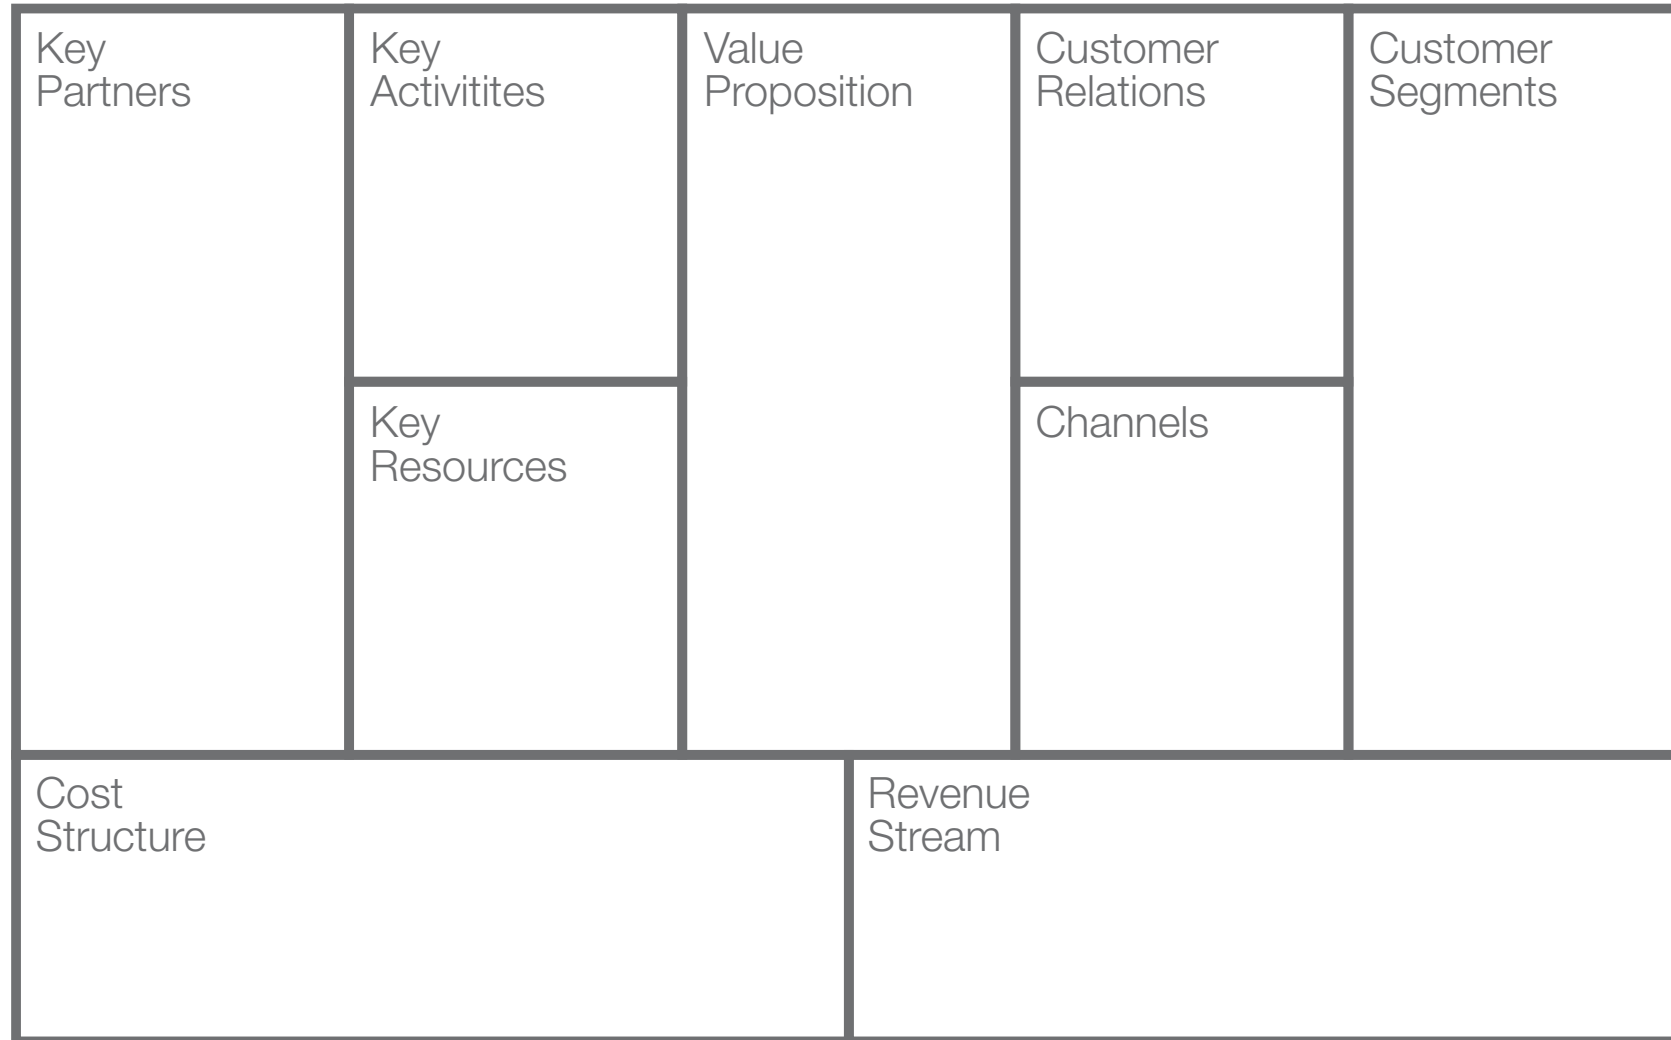 Key
Partners
Key
Activitites
Value
Proposition
Customer
Relations
Customer
Segments
Key
Resources
Channels
Cost
Structure
Revenue
Stream